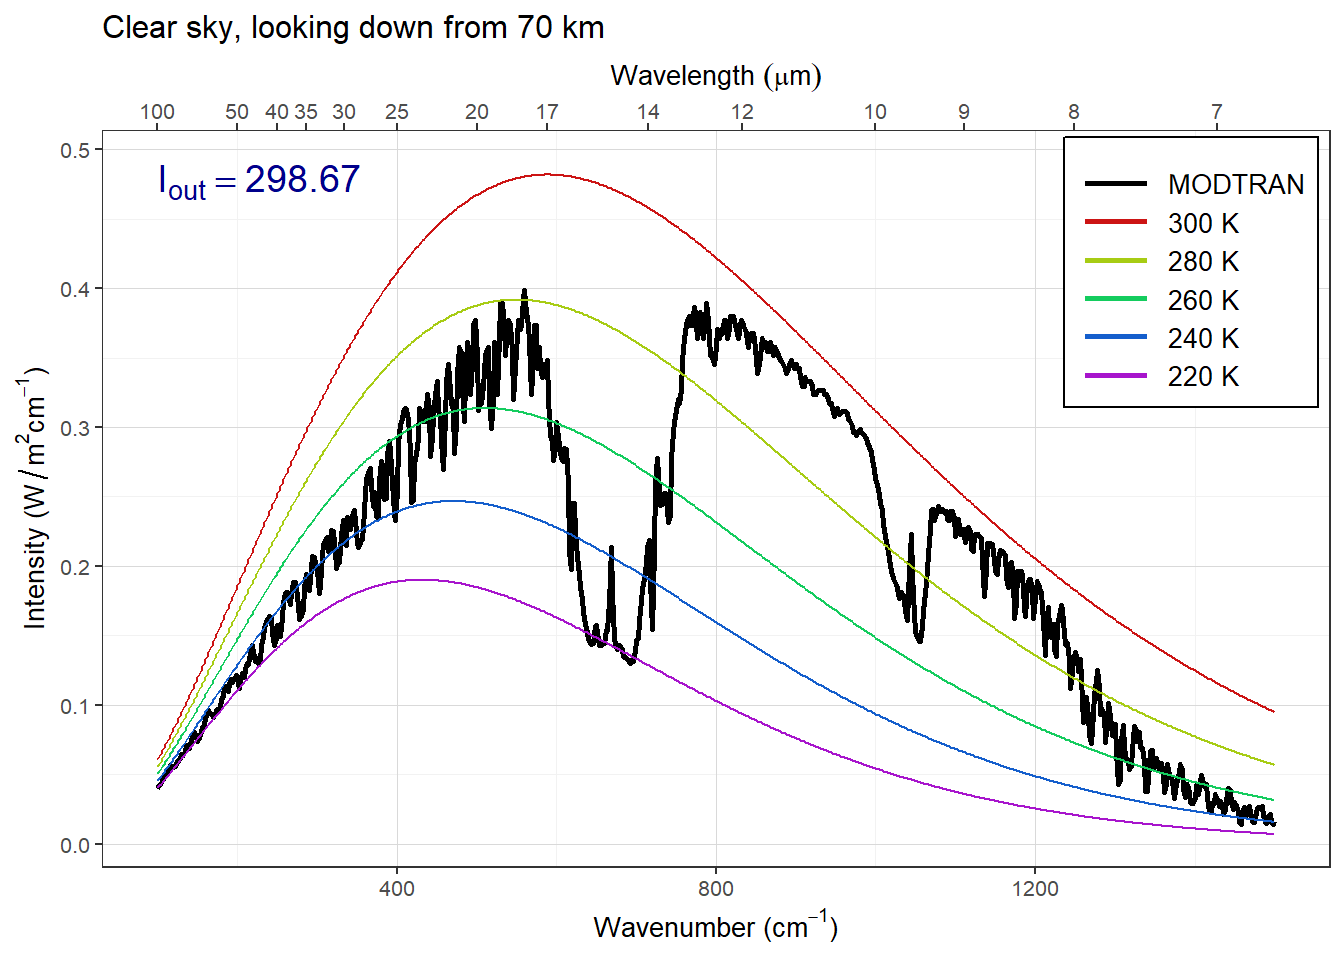 Clear sky, looking down from 70 km
Wavelength (μm)
100 50 40 35 30 25 20 17 14 12 10 9 8 7
I_out = 298.67
MODTRAN
300 K
280 K
260 K
240 K
220 K
Intensity (W / m² cm⁻¹)
0.5
0.4
0.3
0.2
0.1
0.0
400 800 1200
Wavenumber (cm⁻¹)